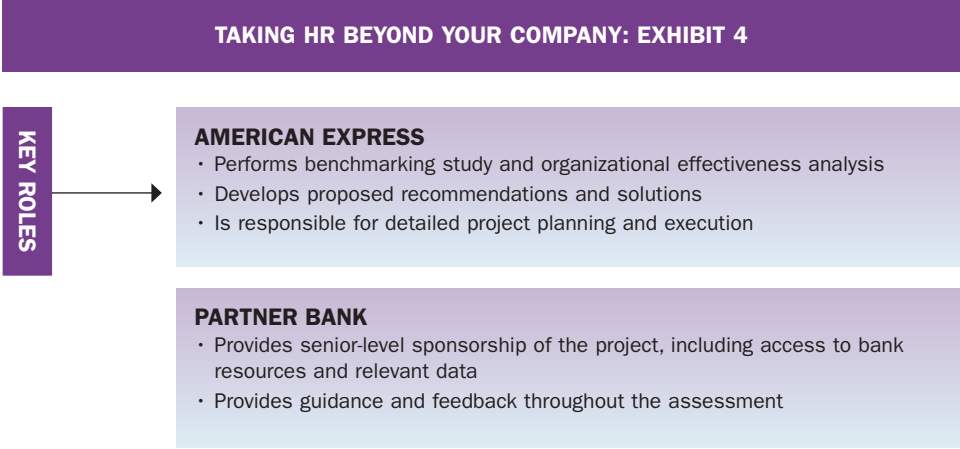 TAKING HR BEYOND YOUR COMPANY: EXHIBIT 4
KEY ROLES
AMERICAN EXPRESS
· Performs benchmarking study and organizational effectiveness analysis
· Develops proposed recommendations and solutions
· Is responsible for detailed project planning and execution
PARTNER BANK
· Provides senior-level sponsorship of the project, including access to bank
resources and relevant data
· Provides guidance and feedback throughout the assessment